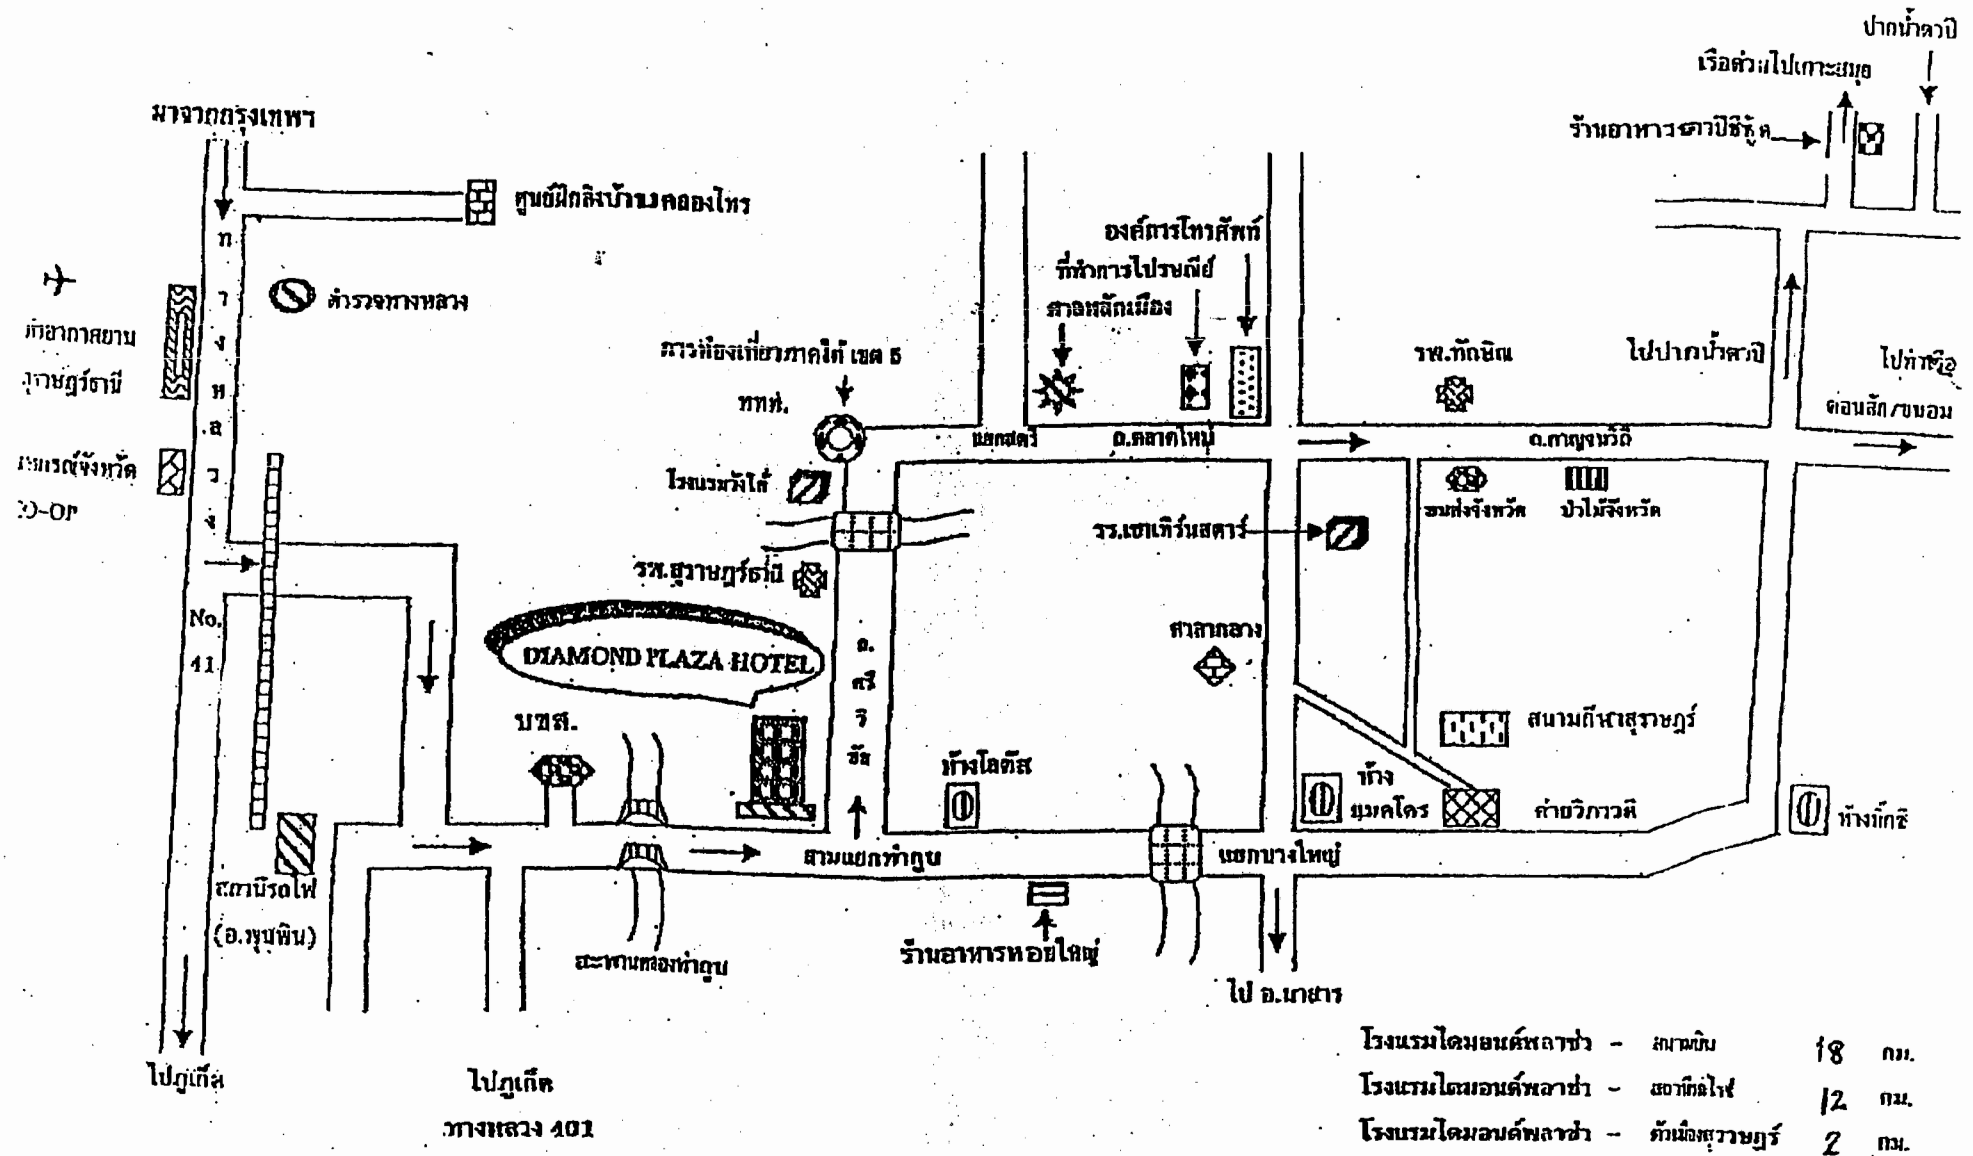 ปากน้ำตาปี
เรือด่วนไปเกาะสมุย
มาจากกรุงเทพฯ
ร้านอาหารตาปีซีฟู้ด
ศูนย์ฝึกลิงบ้านคลองไทร
ทางหลวง
No.
41
ตำรวจทางหลวง
สุราษฎร์ธานี
องค์การโทรศัพท์
ที่ทำการไปรษณีย์
ศาลหลักเมือง
การท่องเที่ยวภาคใต้ เขต 5
ททท.
รพ.ทักษิณ
ไปปากน้ำตาปี
ไปท่าเรือ
ดอนสัก/ขนอม
แยกสตรี
ถ.ตลาดใหม่
ถ.กาญจนวิถี
โรงแรมวังใต้
ขนส่งจังหวัด
ป่าไม้จังหวัด
รร.เซาเทิร์นสตาร์
รพ.สุราษฎร์ธานี
DIAMOND PLAZA HOTEL
ถ.ศรีวิชัย
ศาลากลาง
บขส.
สนามกีฬาสุราษฎร์
ห้างโลตัส
ห้าง
ค่ายวิภาวดี
ห้างบิ๊กซี
สามแยกท่ากูบ
แยกบางใหญ่
สถานีรถไฟ
(อ.พุนพิน)
ร้านอาหารหอยใหญ่
ไป อ.นาสาร
ไปภูเก็ต
ไปภูเก็ต
ทางหลวง 401
โรงแรมไดมอนด์พลาซ่า - สนามบิน 18 กม.
โรงแรมไดมอนด์พลาซ่า - สถานีรถไฟ 12 กม.
โรงแรมไดมอนด์พลาซ่า - ตัวเมืองสุราษฎร์ 2 กม.